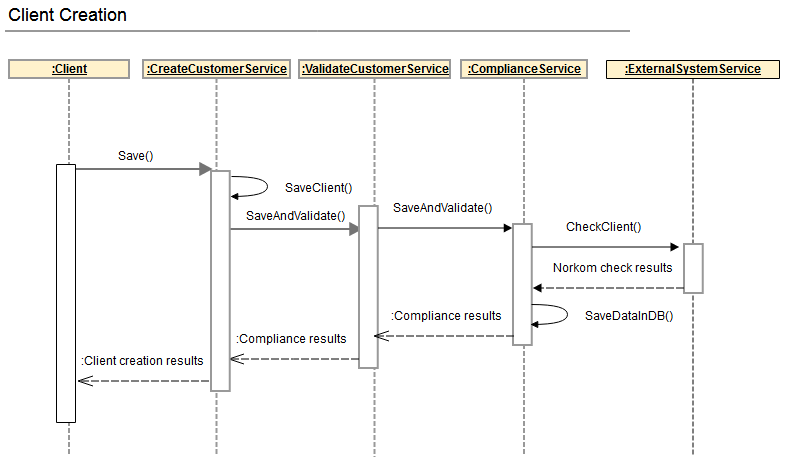 Client Creation
:Client
:CreateCustomerService
:ValidateCustomerService
:ComplianceService
:ExternalSystemService
Save()
SaveClient()
SaveAndValidate()
SaveAndValidate()
CheckClient()
Norkom check results
SaveDataInDB()
:Compliance results
:Compliance results
:Client creation results